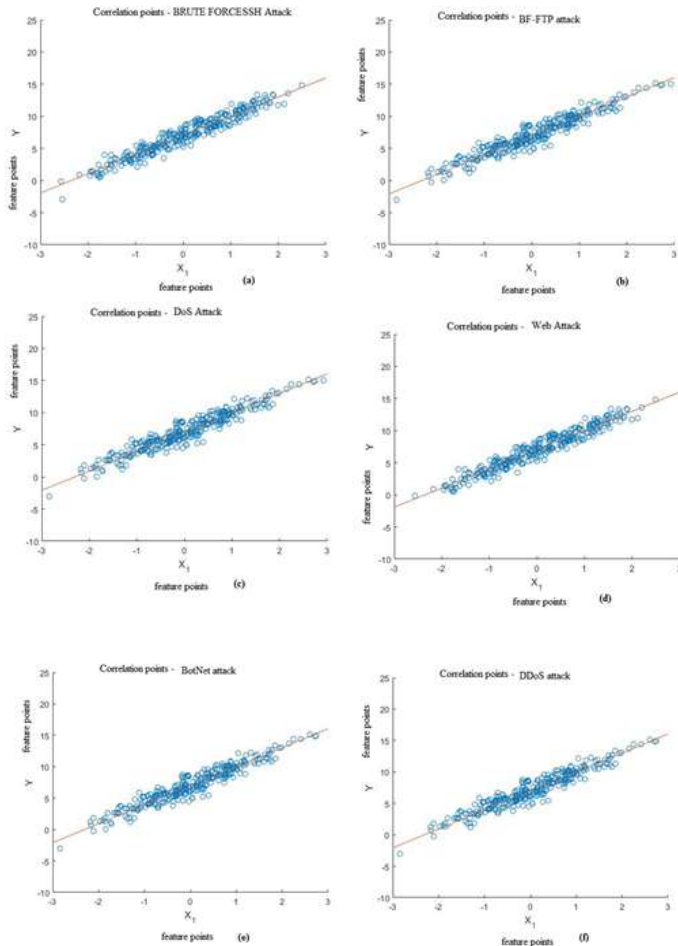 Correlation points - BRUTE FORCESSH Attack
25
20
15
10
5
0
-5
-10
Y
feature points
-3 -2 -1 0 1 2 3
X1
feature points
(a)
Correlation points - BF-FTP attack
25
20
15
10
5
0
-5
-10
Y
feature points
-3 -2 -1 0 1 2 3
X1
feature points
(b)
Correlation points - DoS Attack
25
20
15
10
5
0
-5
-10
Y
feature points
-3 -2 -1 0 1 2 3
X1
feature points
(c)
Correlation points - Web Attack
25
20
15
10
5
0
-5
-10
Y
feature points
-3 -2 -1 0 1 2 3
X1
feature points
(d)
Correlation points - BotNet attack
25
20
15
10
5
0
-5
-10
Y
feature points
-3 -2 -1 0 1 2 3
X1
feature points
(e)
Correlation points - DDoS attack
25
20
15
10
5
0
-5
-10
Y
feature points
-3 -2 -1 0 1 2 3
X1
feature points
(f)